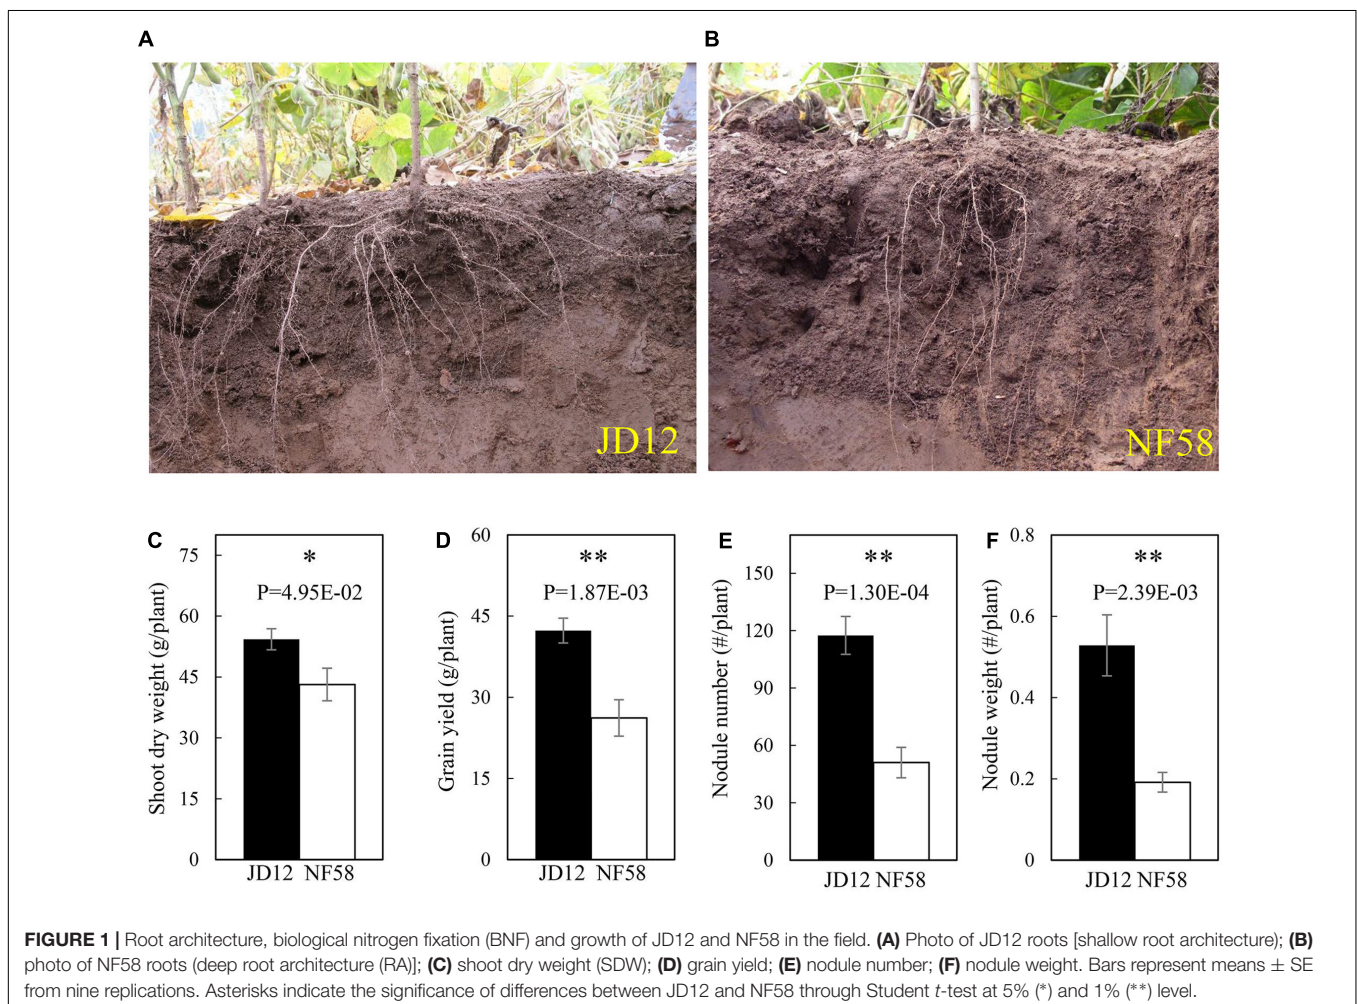 A
B
JD12
NF58
C
*
P=4.95E-02
Shoot dry weight (g/plant)
75
60
45
30
15
0
JD12 NF58
D
**
P=1.87E-03
Grain yield (g/plant)
60
45
30
15
0
JD12 NF58
E
**
P=1.30E-04
Nodule number (#/plant)
150
120
90
60
30
0
JD12 NF58
F
**
P=2.39E-03
Nodule weight (#/plant)
0.8
0.6
0.4
0.2
0
JD12 NF58
FIGURE 1 | Root architecture, biological nitrogen fixation (BNF) and growth of JD12 and NF58 in the field. (A) Photo of JD12 roots [shallow root architecture); (B)
photo of NF58 roots (deep root architecture (RA)]; (C) shoot dry weight (SDW); (D) grain yield; (E) nodule number; (F) nodule weight. Bars represent means ± SE
from nine replications. Asterisks indicate the significance of differences between JD12 and NF58 through Student t-test at 5% (*) and 1% (**) level.